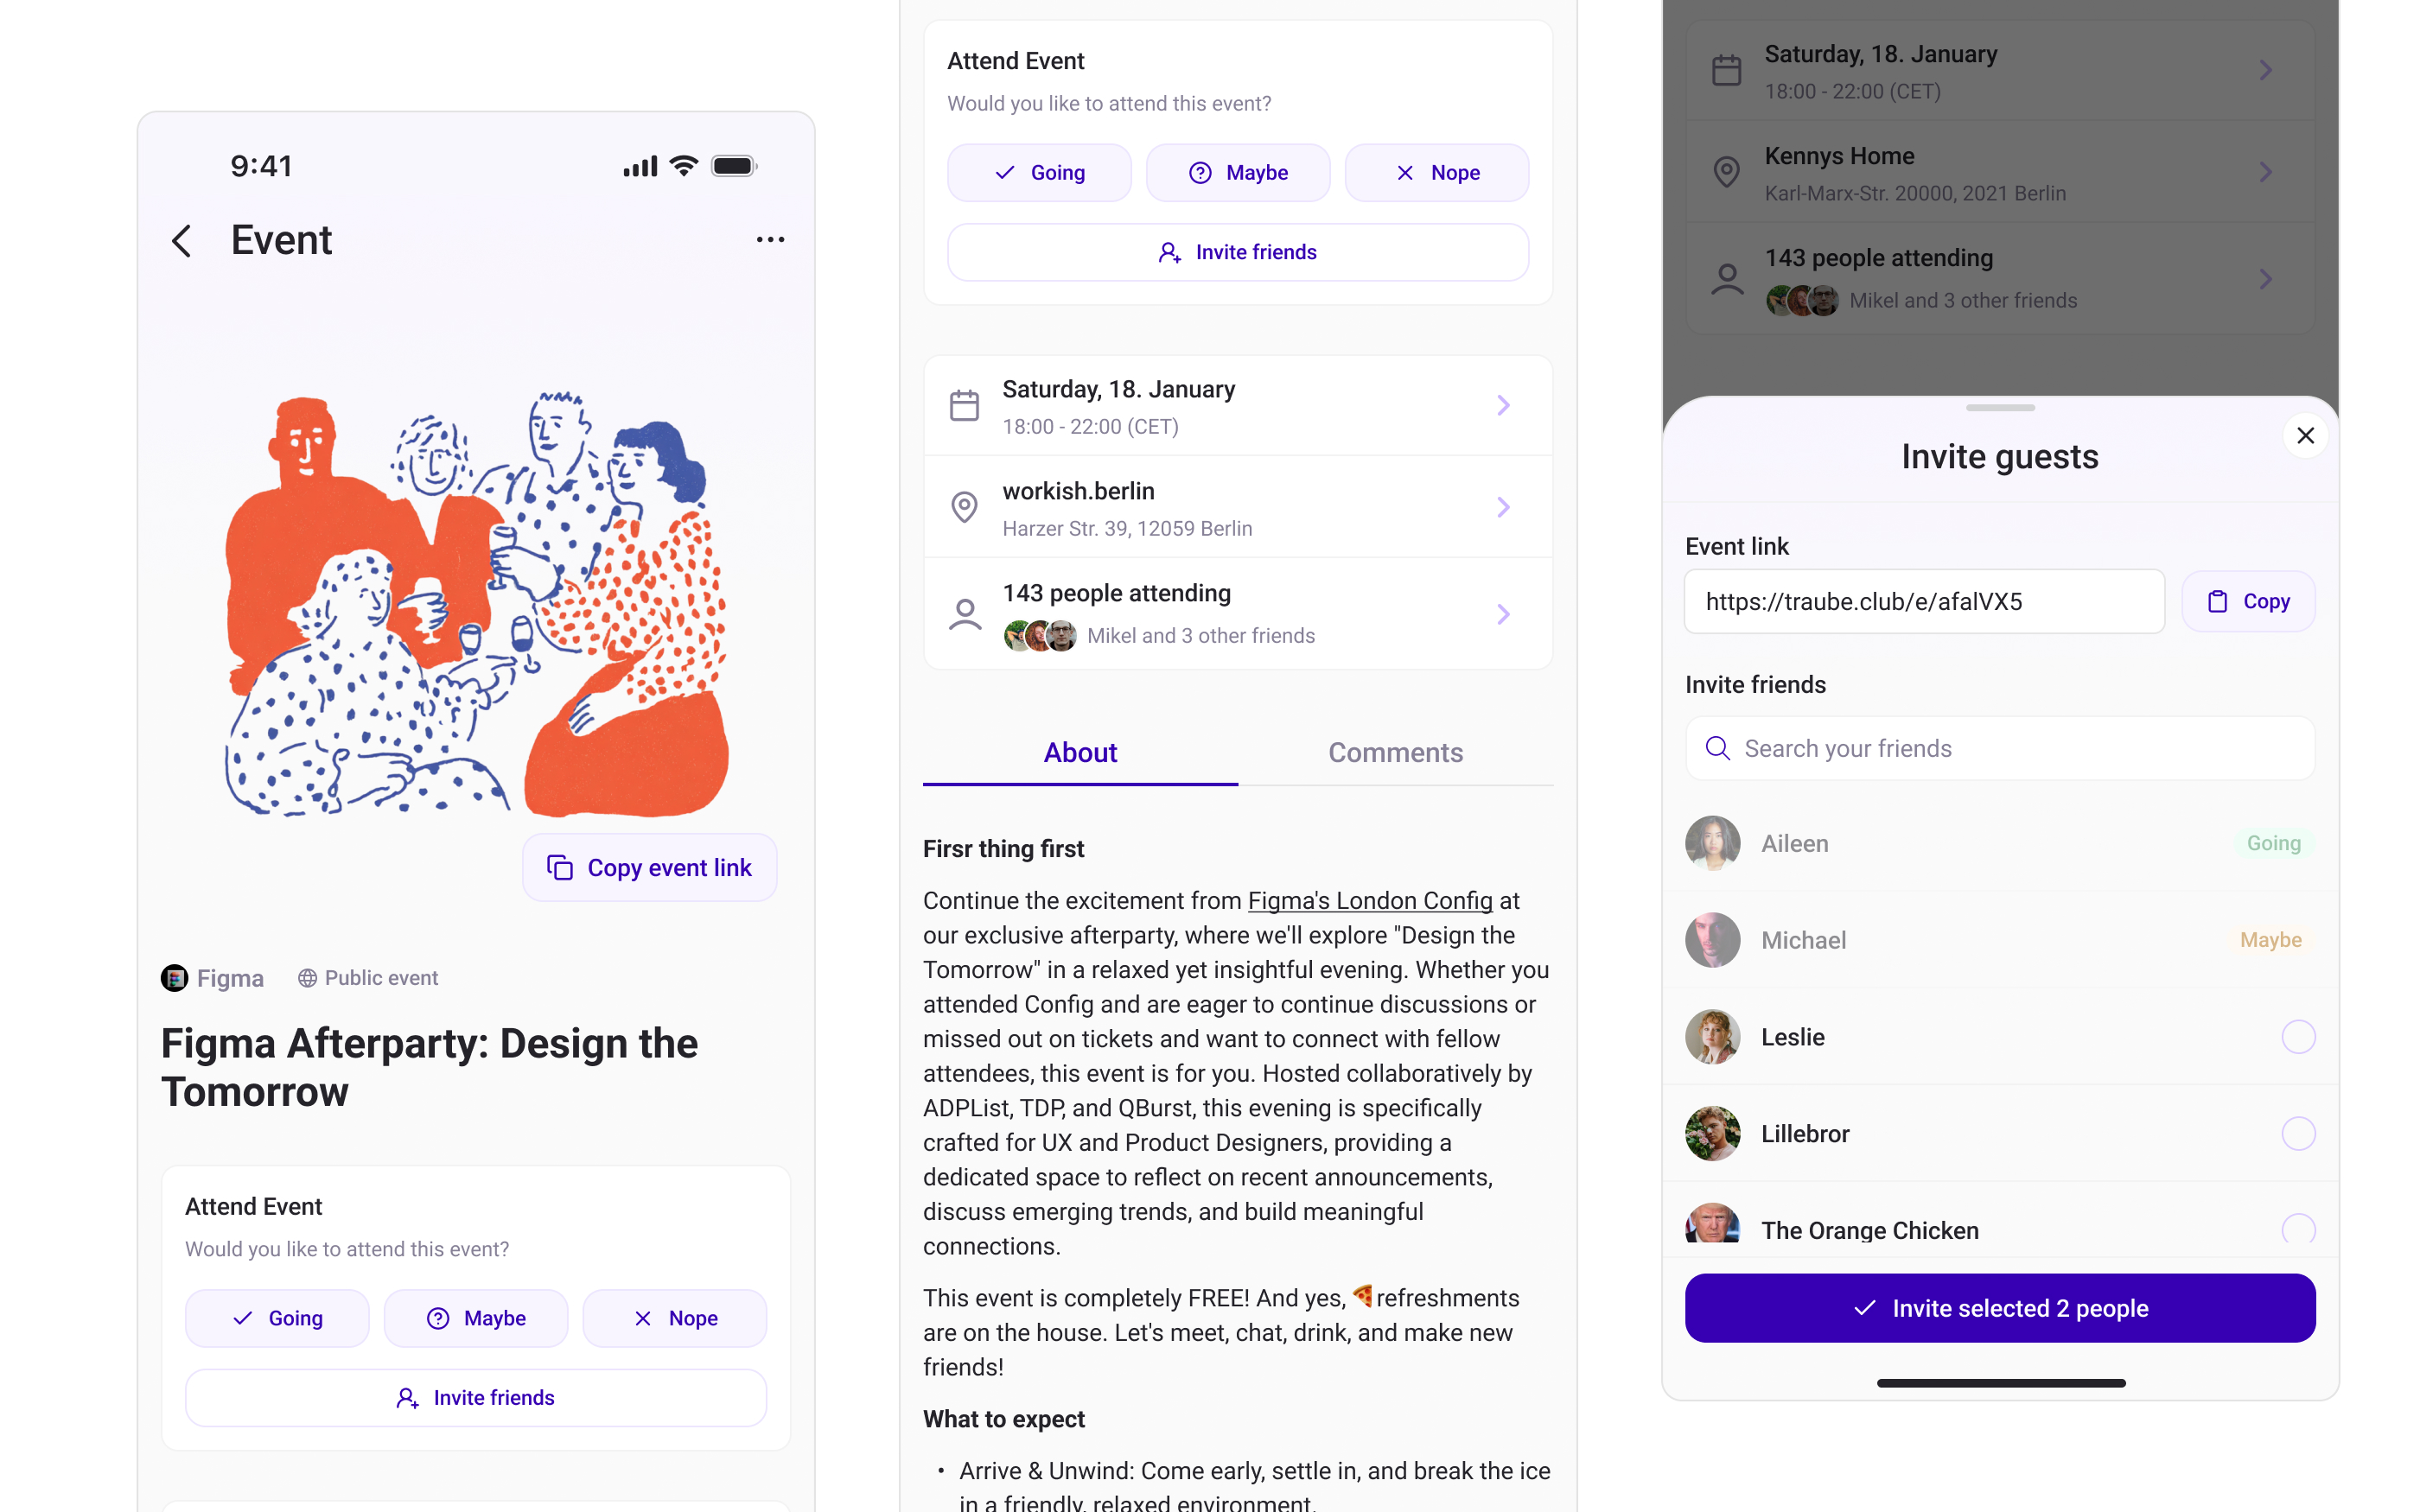 9:41
Event
Copy event link
Figma
Public event
Figma Afterparty: Design the
Tomorrow
Attend Event
Would you like to attend this event?
Going
Maybe
Nope
Invite friends
Attend Event
Would you like to attend this event?
Going
Maybe
Nope
Invite friends
Saturday, 18. January
18:00 - 22:00 (CET)
workish.berlin
Harzer Str. 39, 12059 Berlin
143 people attending
Mikel and 3 other friends
About
Comments
Firsr thing first
Continue the excitement from Figma's London Config at
our exclusive afterparty, where we'll explore "Design the
Tomorrow" in a relaxed yet insightful evening. Whether you
attended Config and are eager to continue discussions or
missed out on tickets and want to connect with fellow
attendees, this event is for you. Hosted collaboratively by
ADPList, TDP, and QBurst, this evening is specifically
crafted for UX and Product Designers, providing a
dedicated space to reflect on recent announcements,
discuss emerging trends, and build meaningful
connections.
This event is completely FREE! And yes, 🍕refreshments
are on the house. Let's meet, chat, drink, and make new
friends!
What to expect
• Arrive & Unwind: Come early, settle in, and break the ice
in a friendly, relaxed environment.
Saturday, 18. January
18:00 - 22:00 (CET)
Kennys Home
Karl-Marx-Str. 20000, 2021 Berlin
143 people attending
Mikel and 3 other friends
Invite guests
Event link
https://traube.club/e/afalVX5
Copy
Invite friends
Search your friends
Aileen
Going
Michael
Maybe
Leslie
Lillebror
The Orange Chicken
Invite selected 2 people